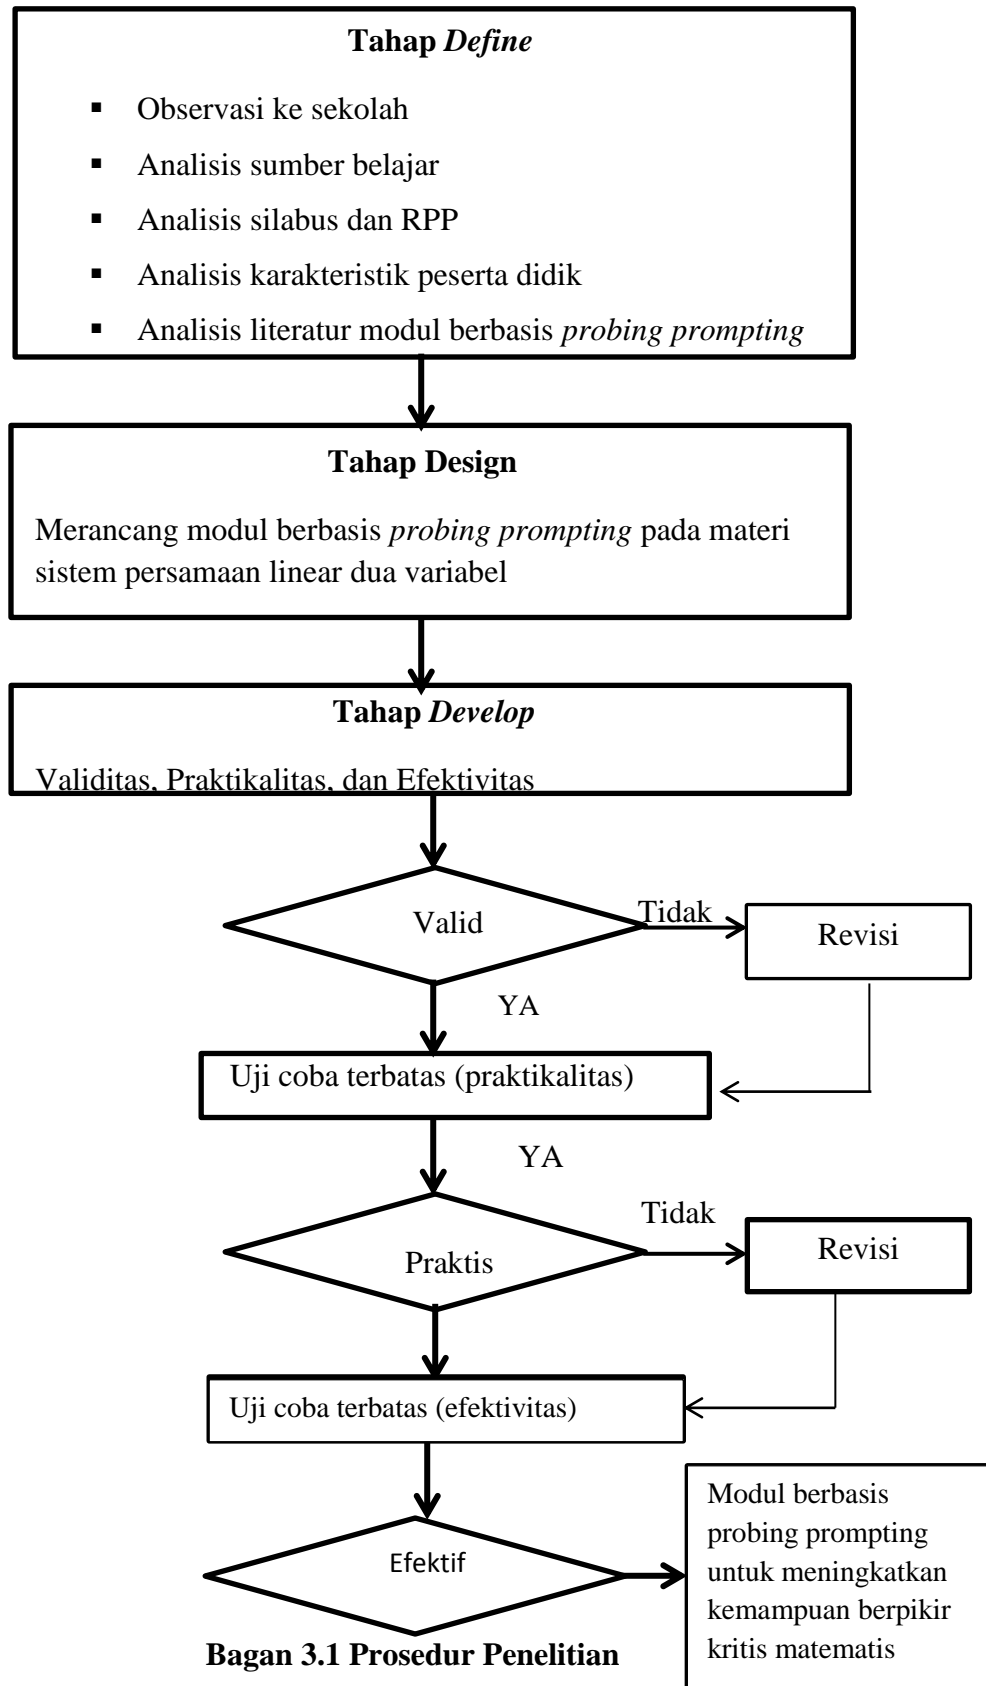 Tahap Define
▪ Observasi ke sekolah
▪ Analisis sumber belajar
▪ Analisis silabus dan RPP
▪ Analisis karakteristik peserta didik
▪ Analisis literatur modul berbasis probing prompting
Tahap Design
Merancang modul berbasis probing prompting pada materi
sistem persamaan linear dua variabel
Tahap Develop
Validitas, Praktikalitas, dan Efektivitas
Valid
Tidak
Revisi
YA
Uji coba terbatas (praktikalitas)
YA
Tidak
Praktis
Revisi
Uji coba terbatas (efektivitas)
Efektif
Modul berbasis
probing prompting
untuk meningkatkan
kemampuan berpikir
kritis matematis
Bagan 3.1 Prosedur Penelitian